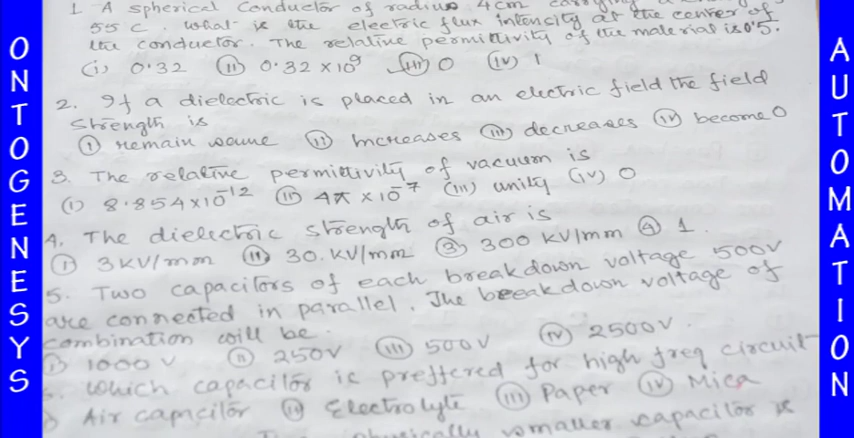 ONTOGENESYS
1 A spherical Conductor of radius 4cm
55 C. what is the electric flux intencity at the center of
the conductor. The relative permittivity of the material is 0.5.
(i) 0.32 (ii) 0.32 x 10⁹ (iii) 0 (iv) 1
2. If a dielectric is placed in an electric field the field
Strength is
(i) remain same (ii) increases (iii) decreases (iv) become 0
3. The relative permittivity of vacuum is
(i) 8.854x10⁻¹² (ii) 4π x 10⁻⁷ (iii) unity (iv) 0
4. The dielectric strength of air is
(i) 3KV/mm (ii) 30. KV/mm (3) 300 KV/mm (4) 1.
5. Two capacitors of each breakdown voltage 500V
are connected in parallel. The breakdown voltage of
combination will be.
(i) 1000 V (ii) 250V (iii) 500V (iv) 2500V.
6. Which capacitor is preffered for high freq circuit
Air capacitor (ii) Electrolyte (iii) Paper (iv) Mica
physically smaller capacitor is
AUTOMATION